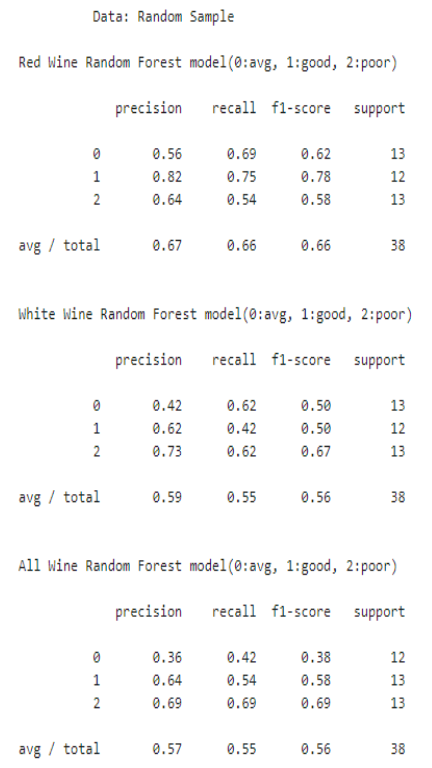 Data: Random Sample
Red Wine Random Forest model(0:avg, 1:good, 2:poor)
precision recall f1-score support
0 0.56 0.69 0.62 13
1 0.82 0.75 0.78 12
2 0.64 0.54 0.58 13
avg / total 0.67 0.66 0.66 38
White Wine Random Forest model(0:avg, 1:good, 2:poor)
precision recall f1-score support
0 0.42 0.62 0.50 13
1 0.62 0.42 0.50 12
2 0.73 0.62 0.67 13
avg / total 0.59 0.55 0.56 38
All Wine Random Forest model(0:avg, 1:good, 2:poor)
precision recall f1-score support
0 0.36 0.42 0.38 12
1 0.64 0.54 0.58 13
2 0.69 0.69 0.69 13
avg / total 0.57 0.55 0.56 38